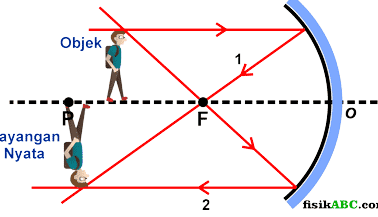 Objek
1
P
F
O
ayangan
Nyata
2
fisikABC.co